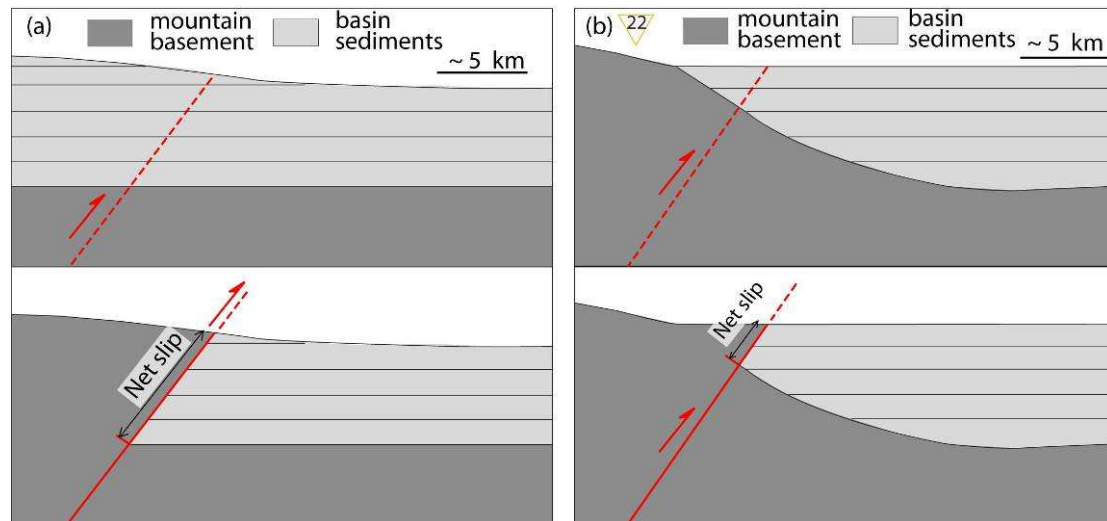 (a)
mountain
basement
basin
sediments
~ 5 km
(b)
22
mountain
basement
basin
sediments
~ 5 km
Net slip
Net slip